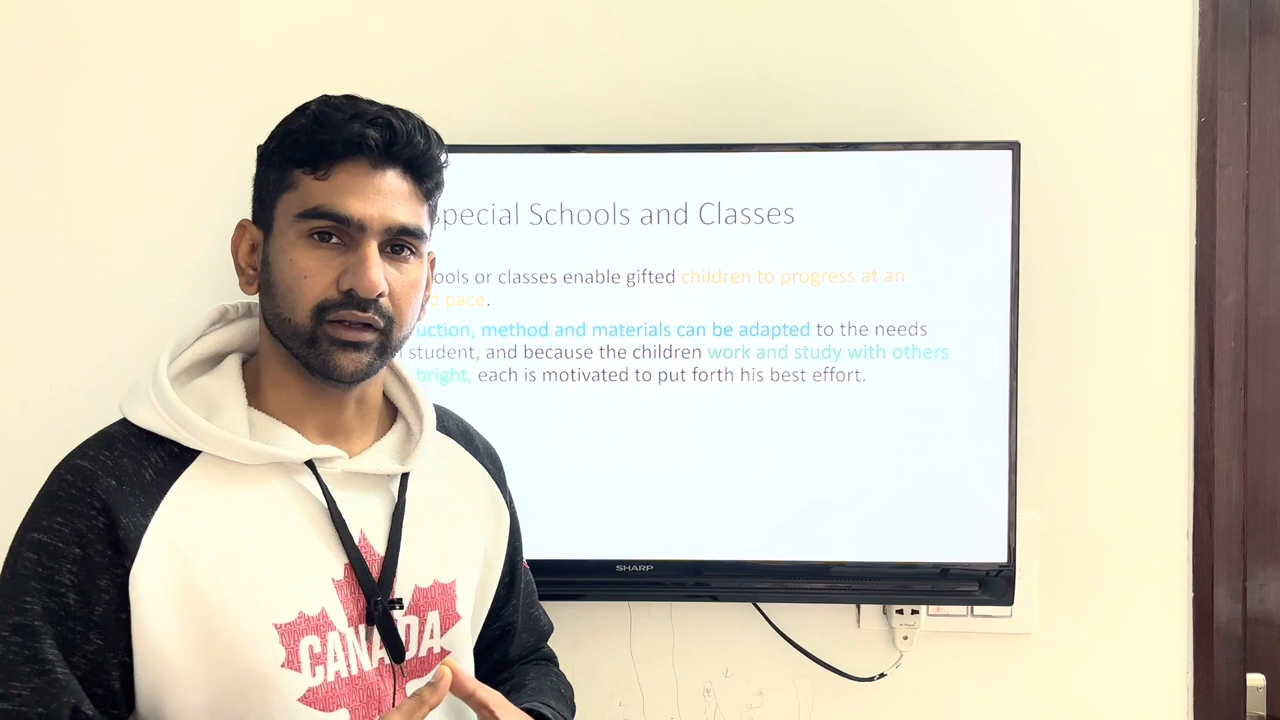 Special Schools and Classes
or classes enable gifted children to progress at an
pace.
method and materials can be adapted to the needs
student, and because the children work and study with others
bright, each is motivated to put forth his best effort.
SHARP
CANADA